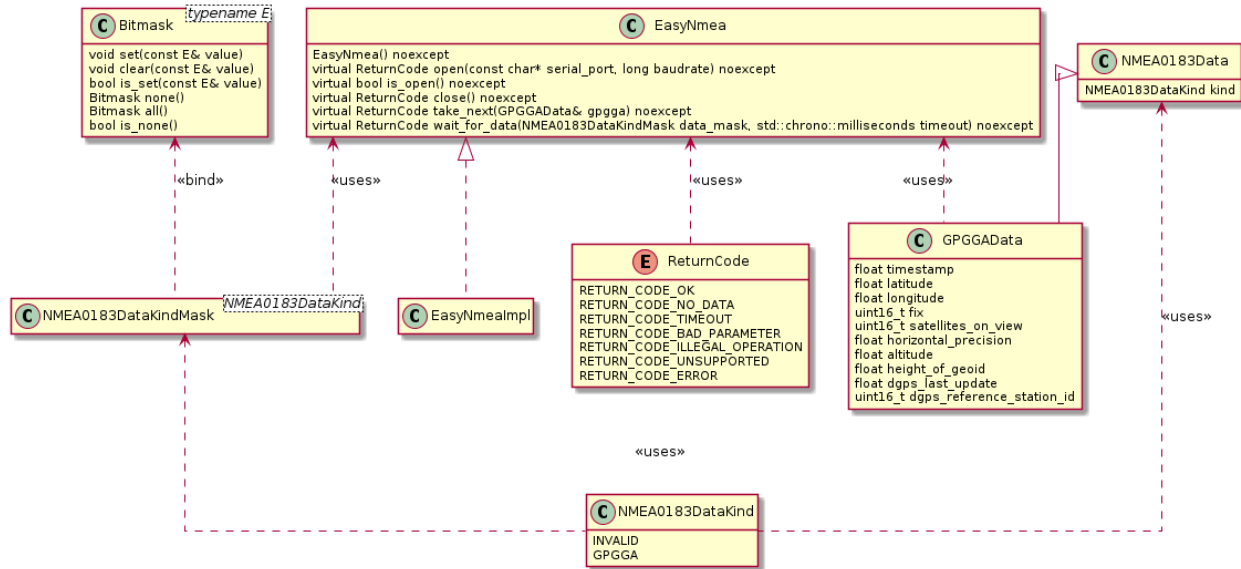 typename E
C Bitmask
void set(const E& value)
void clear(const E& value)
bool is_set(const E& value)
Bitmask none()
Bitmask all()
bool is_none()
C EasyNmea
EasyNmea() noexcept
virtual ReturnCode open(const char* serial_port, long baudrate) noexcept
virtual bool is_open() noexcept
virtual ReturnCode close() noexcept
virtual ReturnCode take_next(GPGGAData& gpgga) noexcept
virtual ReturnCode wait_for_data(NMEA0183DataKindMask data_mask, std::chrono::milliseconds timeout) noexcept
C NMEA0183Data
NMEA0183DataKind kind
«bind»
«uses»
«uses»
«uses»
«uses»
NMEA0183DataKind
C NMEA0183DataKindMask
C EasyNmeaImpl
E ReturnCode
RETURN_CODE_OK
RETURN_CODE_NO_DATA
RETURN_CODE_TIMEOUT
RETURN_CODE_BAD_PARAMETER
RETURN_CODE_ILLEGAL_OPERATION
RETURN_CODE_UNSUPPORTED
RETURN_CODE_ERROR
C GPGGAData
float timestamp
float latitude
float longitude
uint16_t fix
uint16_t satellites_on_view
float horizontal_precision
float altitude
float height_of_geoid
float dgps_last_update
uint16_t dgps_reference_station_id
«uses»
C NMEA0183DataKind
INVALID
GPGGA